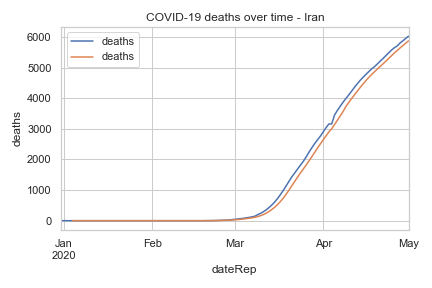 COVID-19 deaths over time - Iran
deaths
deaths
6000
5000
4000
3000
2000
1000
0
deaths
Jan Feb Mar Apr May
2020
dateRep